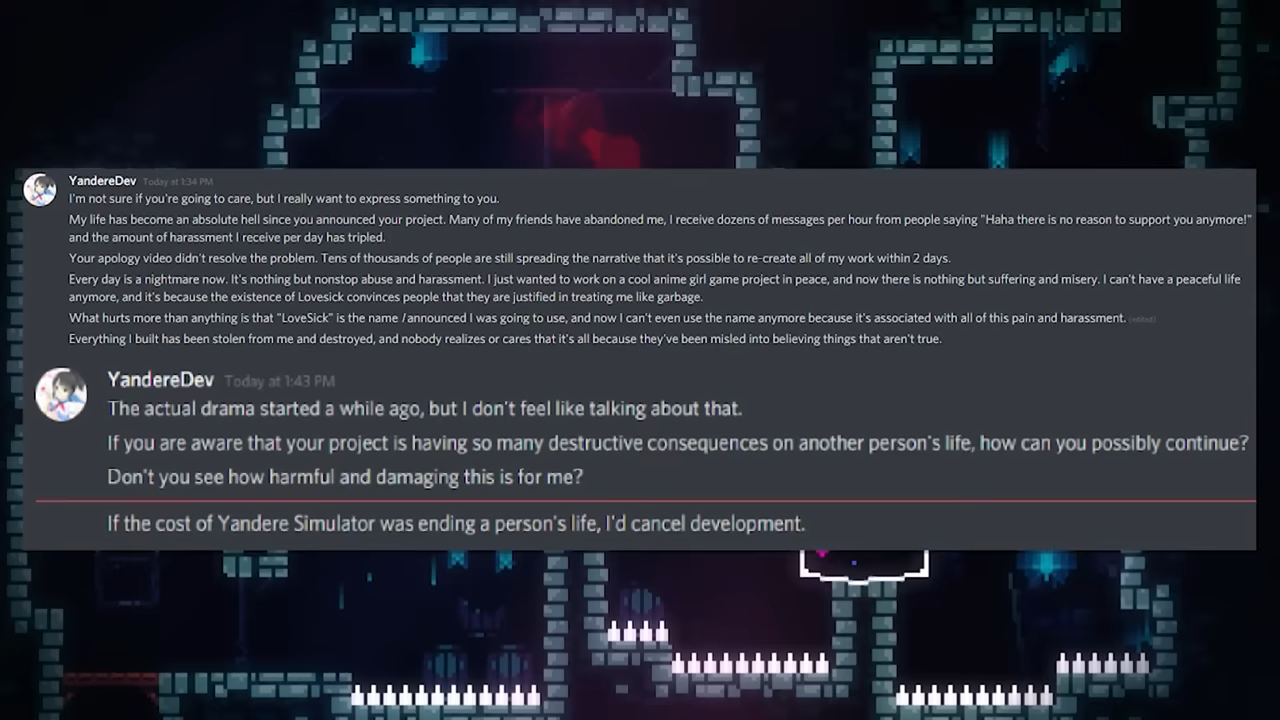 YandereDev Today at 1:34 PM
I'm not sure if you're going to care, but I really want to express something to you.
My life has become an absolute hell since you announced your project. Many of my friends have abandoned me, I receive dozens of messages per hour from people saying "Haha there is no reason to support you anymore!"
and the amount of harassment I receive per day has tripled.
Your apology video didn't resolve the problem. Tens of thousands of people are still spreading the narrative that it's possible to re-create all of my work within 2 days.
Every day is a nightmare now. It's nothing but nonstop abuse and harassment. I just wanted to work on a cool anime girl game project in peace, and now there is nothing but suffering and misery. I can't have a peaceful life
anymore, and it's because the existence of Lovesick convinces people that they are justified in treating me like garbage.
What hurts more than anything is that "LoveSick" is the name I announced I was going to use, and now I can't even use the name anymore because it's associated with all of this pain and harassment. (edited)
Everything I built has been stolen from me and destroyed, and nobody realizes or cares that it's all because they've been misled into believing things that aren't true.
YandereDev Today at 1:43 PM
The actual drama started a while ago, but I don't feel like talking about that.
If you are aware that your project is having so many destructive consequences on another person's life, how can you possibly continue?
Don't you see how harmful and damaging this is for me?
If the cost of Yandere Simulator was ending a person's life, I'd cancel development.